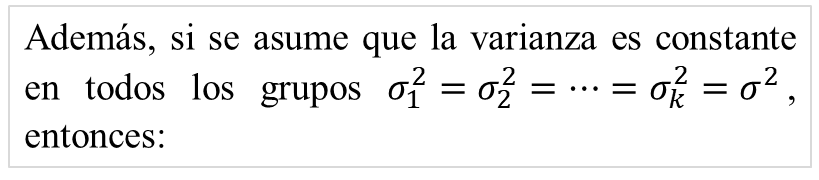 Además, si se asume que la varianza es constante
en todos los grupos σ₁² = σ₂² = ⋯ = σₖ² = σ²,
entonces: